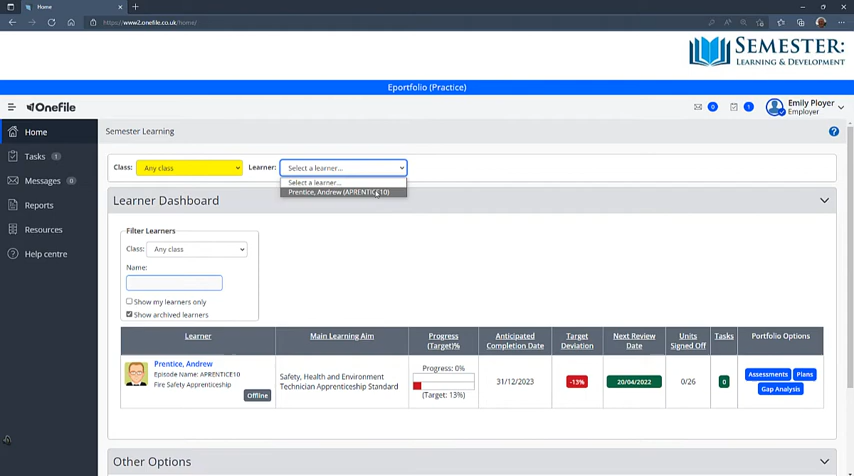 Home
https://www2.onefile.co.uk/home/
SEMESTER:
LEARNING & DEVELOPMENT
Eportfolio (Practice)
Onefile
0
1
Emily Ployer
Employer
Home
Tasks 1
Messages 0
Reports
Resources
Help centre
Semester Learning
?
Class: Any class Learner: Select a learner...
Select a learner...
Prentice, Andrew (APRENTICE10)
Learner Dashboard
Filter Learners
Class: Any class
Name:
Show my learners only
Show archived learners
Learner Main Learning Aim Progress (Target)% Anticipated Completion Date Target Deviation Next Review Date Units Signed Off Tasks Portfolio Options
Prentice, Andrew
Episode Name: APRENTICE10
Fire Safety Apprenticeship
Offline
Safety, Health and Environment
Technician Apprenticeship Standard
Progress: 0%
(Target: 13%)
31/12/2023
-13%
20/04/2022
0/26
0
Assessments Plans
Gap Analysis
Other Options